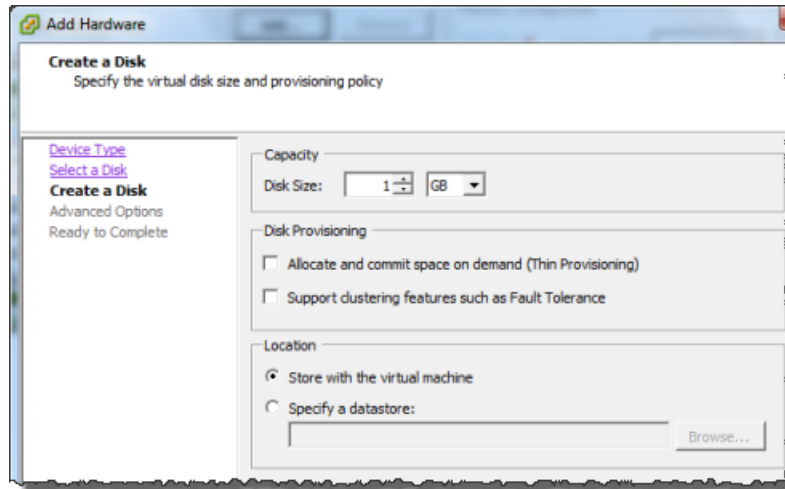 Add Hardware
Create a Disk
Specify the virtual disk size and provisioning policy
Device Type
Select a Disk
Create a Disk
Advanced Options
Ready to Complete
Capacity
Disk Size: 1 GB
Disk Provisioning
Allocate and commit space on demand (Thin Provisioning)
Support clustering features such as Fault Tolerance
Location
Store with the virtual machine
Specify a datastore:
Browse...